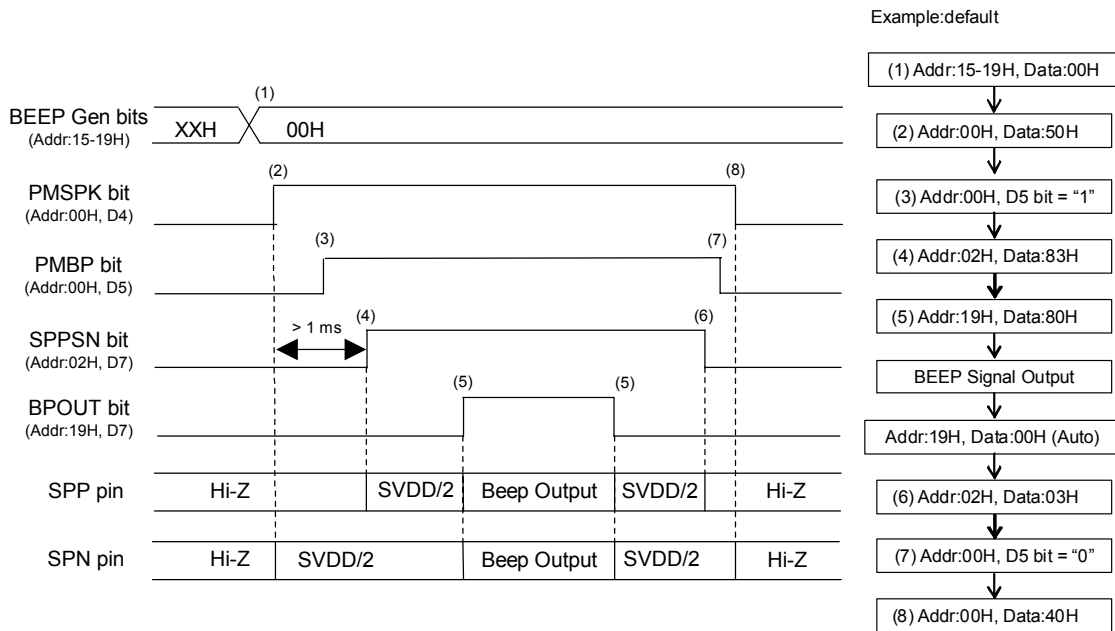 Example:default
(1) Addr:15-19H, Data:00H
(1)
BEEP Gen bits
(Addr:15-19H)
XXH 00H
(2) Addr:00H, Data:50H
(2) (8)
PMSPK bit
(Addr:00H, D4)
(3) Addr:00H, D5 bit = “1”
(3) (7)
PMBP bit
(Addr:00H, D5)
(4) Addr:02H, Data:83H
> 1 ms (4) (6)
SPPSN bit
(Addr:02H, D7)
(5) Addr:19H, Data:80H
BEEP Signal Output
(5) (5)
BPOUT bit
(Addr:19H, D7)
Addr:19H, Data:00H (Auto)
SPP pin Hi-Z SVDD/2 Beep Output SVDD/2 Hi-Z
(6) Addr:02H, Data:03H
SPN pin Hi-Z SVDD/2 Beep Output SVDD/2 Hi-Z
(7) Addr:00H, D5 bit = “0”
(8) Addr:00H, Data:40H